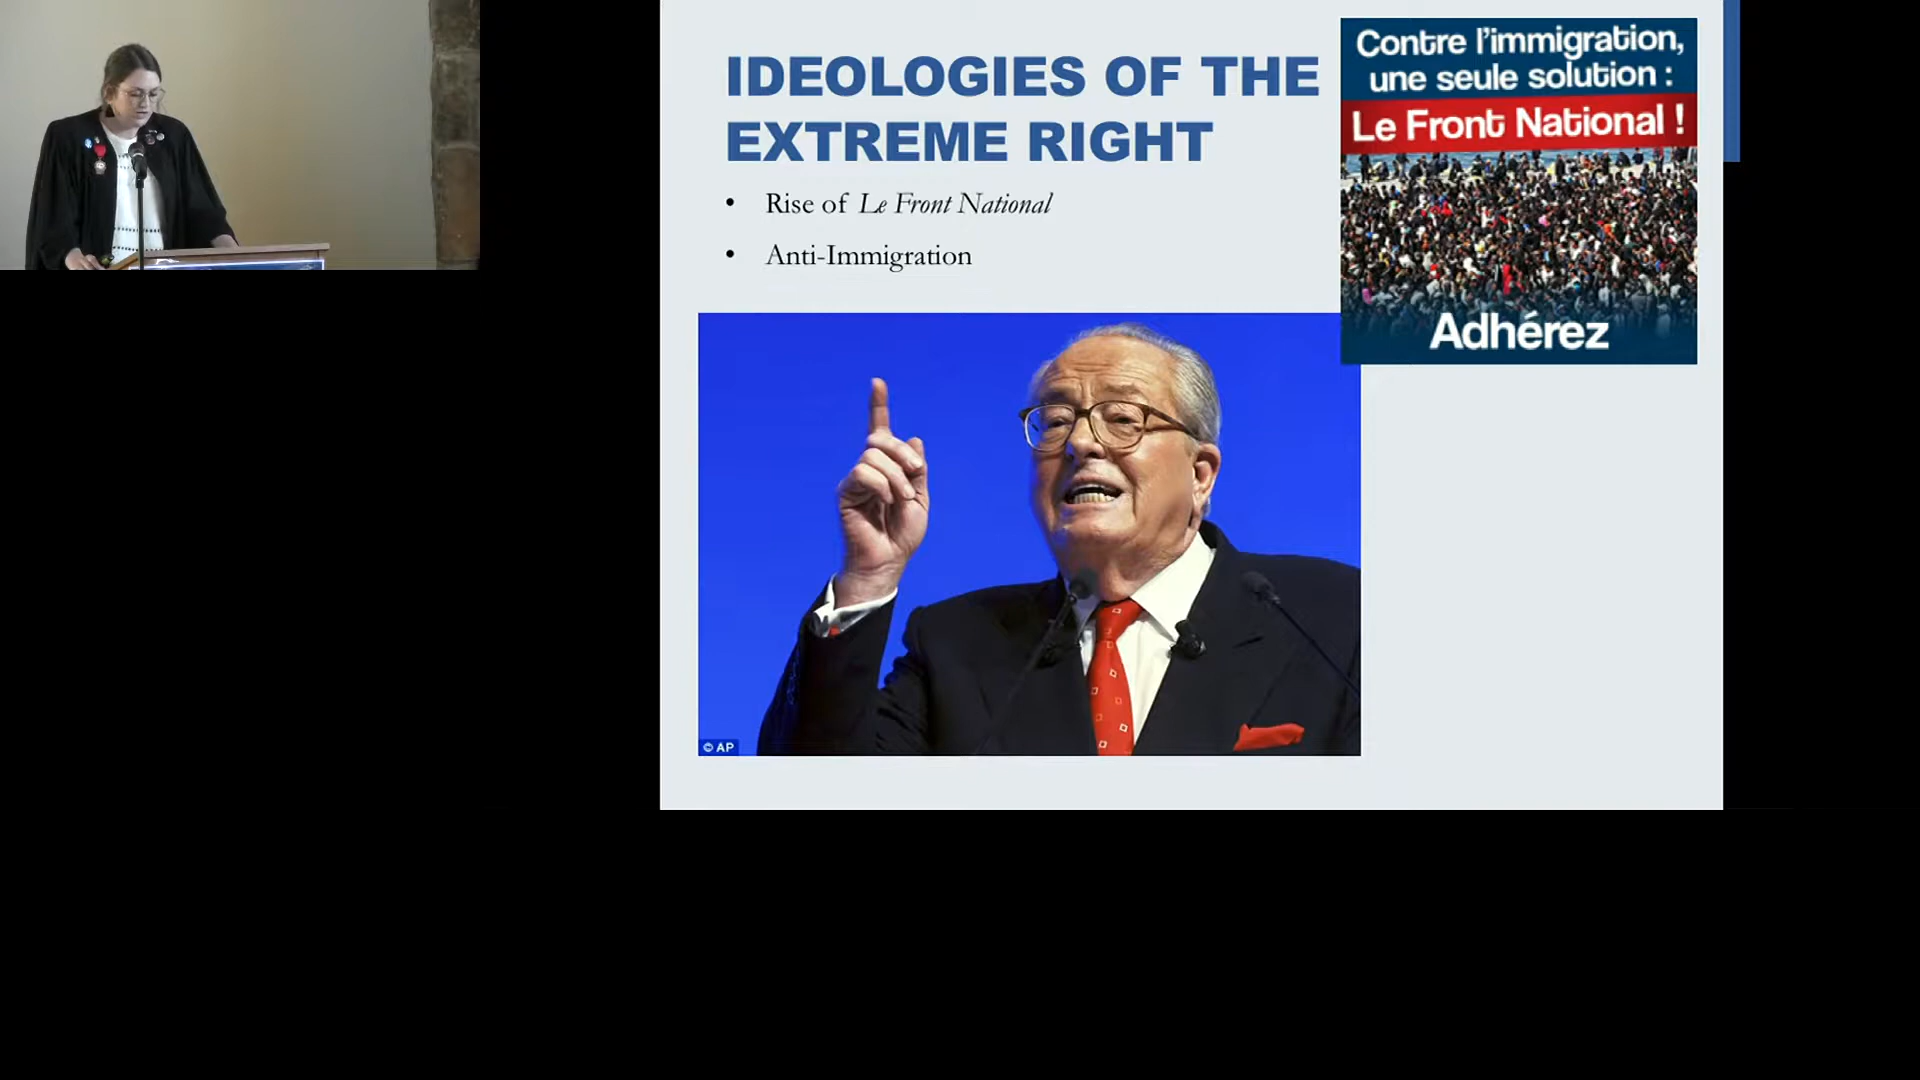 IDEOLOGIES OF THE
EXTREME RIGHT
• Rise of Le Front National
• Anti-Immigration
Contre l'immigration,
une seule solution :
Le Front National !
Adhérez
© AP